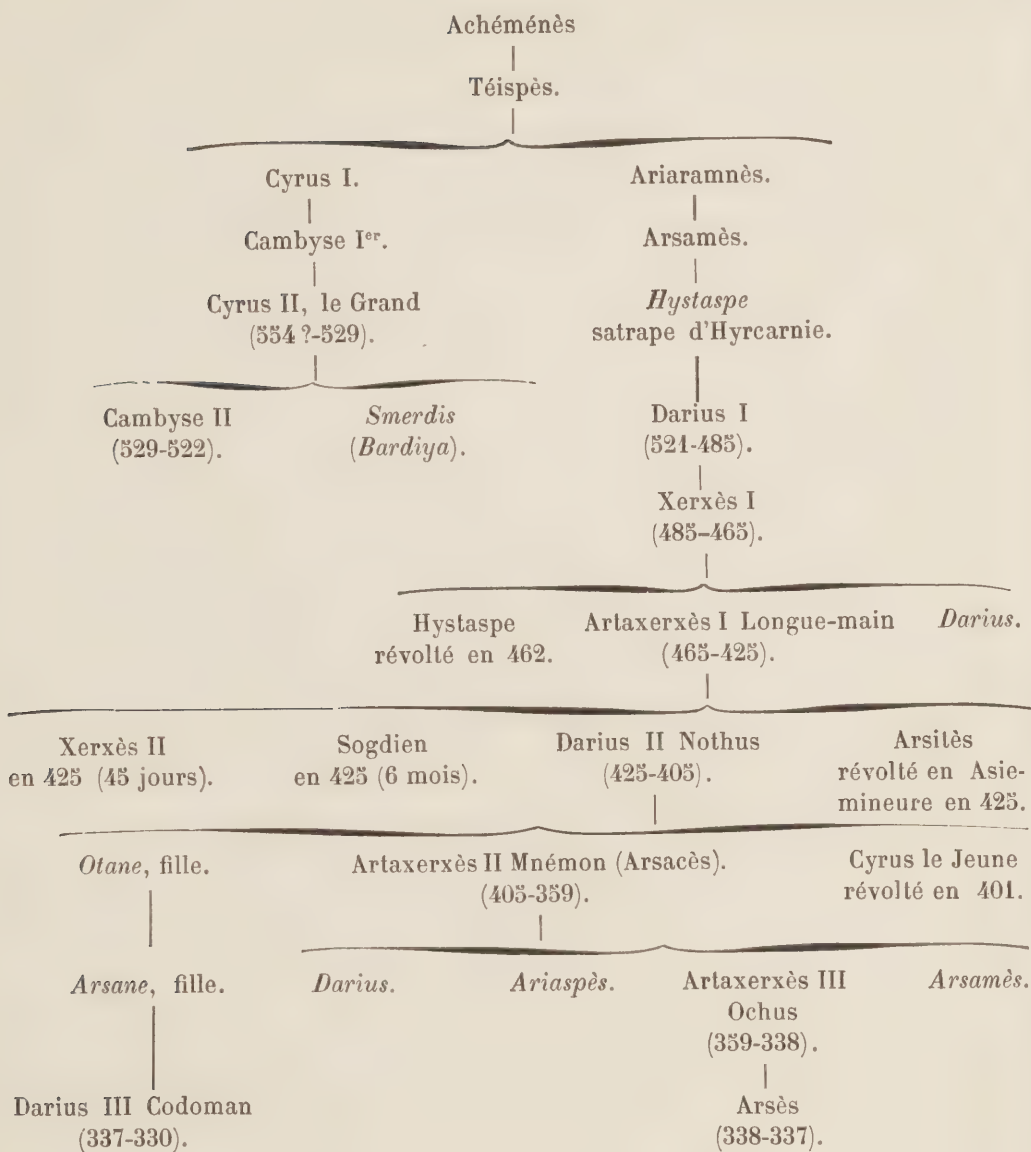 Achéménès
Téispès.
Cyrus I.
Ariaramnès.
Cambyse Ier.
Arsamès.
Cyrus II, le Grand
(554 ?-529).
Hystaspe
satrape d'Hyrcarnie.
Cambyse II
(529-522).
Smerdis
(Bardiya).
Darius I
(521-485).
Xerxès I
(485-465).
Hystaspe
révolté en 462.
Artaxerxès I Longue-main
(465-425).
Darius.
Xerxès II
en 425 (45 jours).
Sogdien
en 425 (6 mois).
Darius II Nothus
(425-405).
Arsitès
révolté en Asie-
mineure en 425.
Otane, fille.
Artaxerxès II Mnémon (Arsacès).
(405-359).
Cyrus le Jeune
révolté en 401.
Arsane, fille.
Darius.
Ariaspès.
Artaxerxès III
Ochus
(359-338).
Arsamès.
Darius III Codoman
(337-330).
Arsès
(338-337).